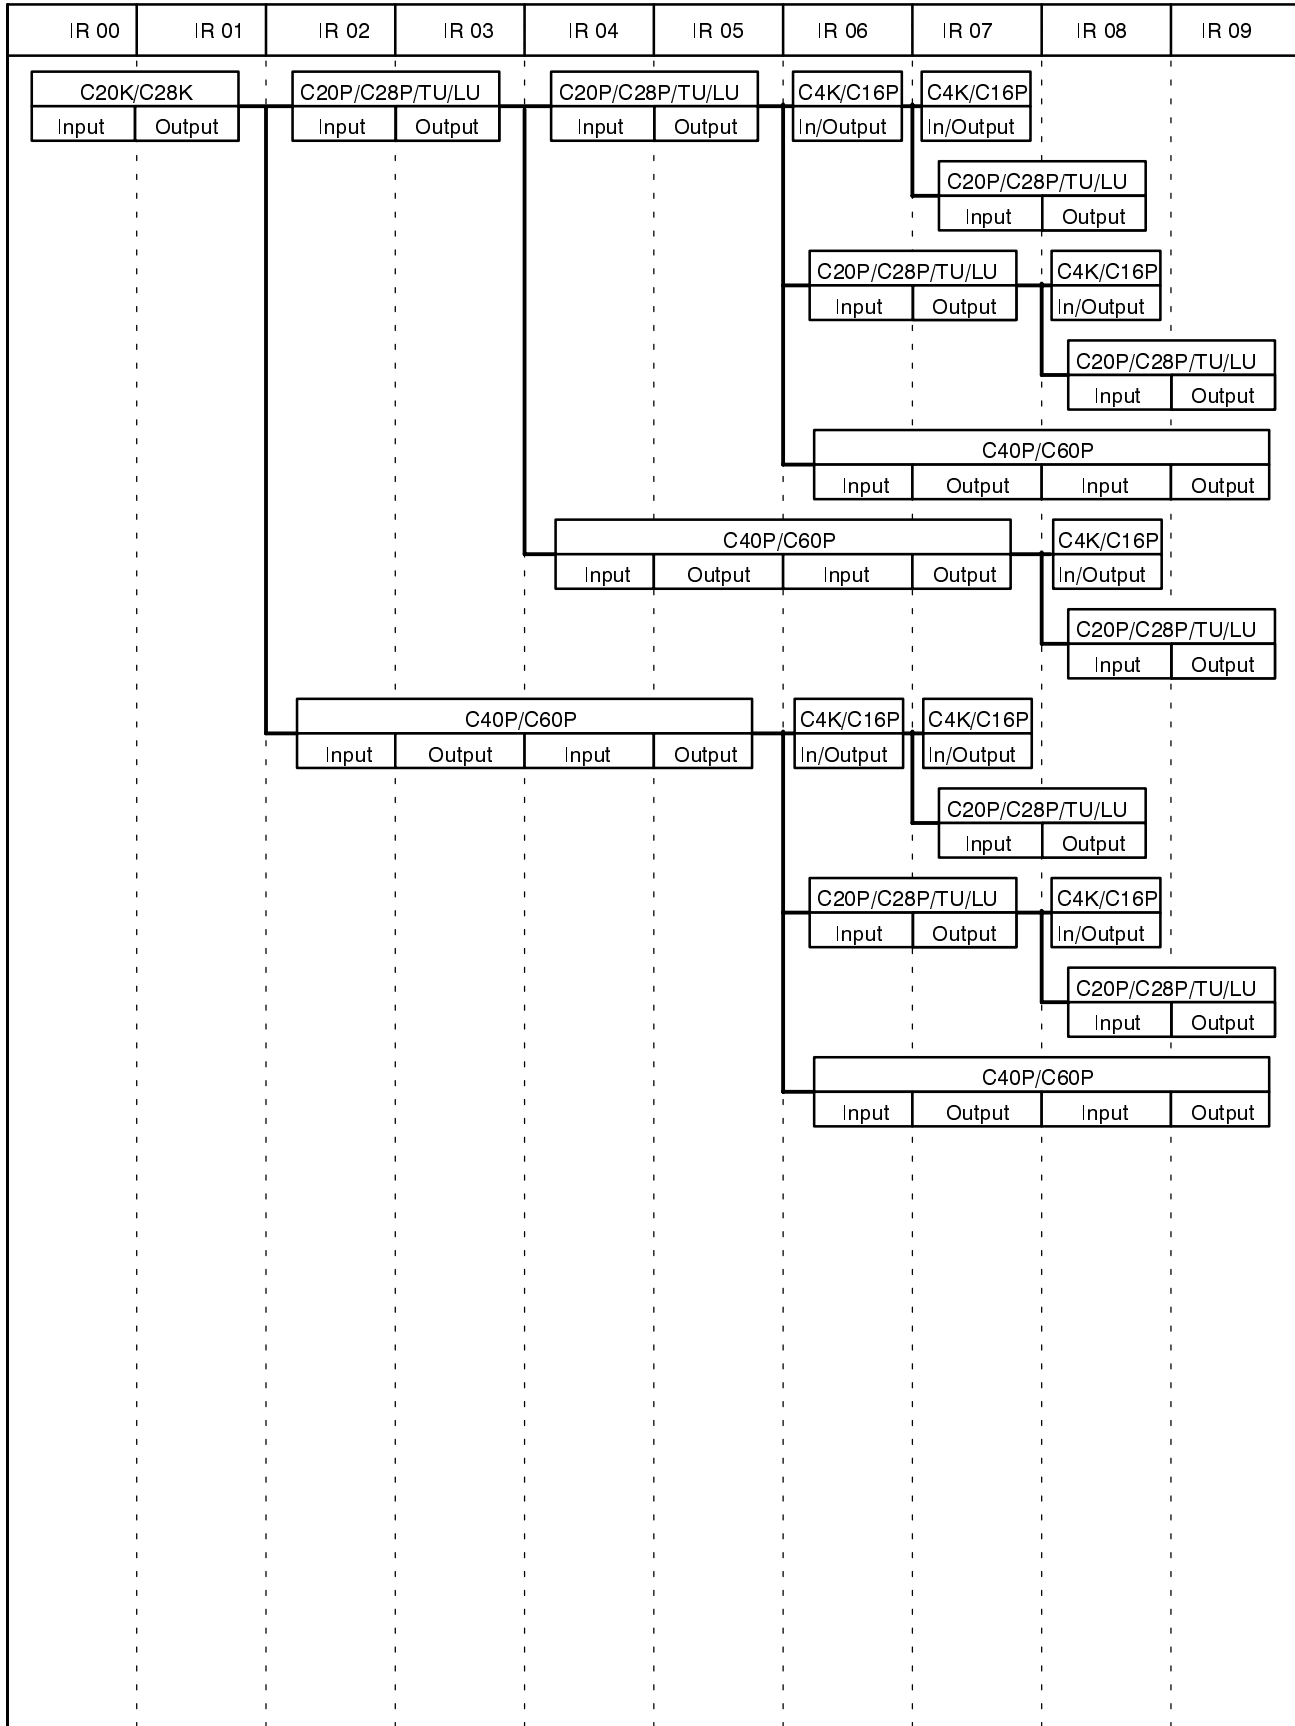 IR 00 IR 01 IR 02 IR 03 IR 04 IR 05 IR 06 IR 07 IR 08 IR 09
C20K/C28K C20P/C28P/TU/LU C20P/C28P/TU/LU C4K/C16P C4K/C16P
Input Output Input Output Input Output In/Output In/Output
C20P/C28P/TU/LU
Input Output
C20P/C28P/TU/LU C4K/C16P
Input Output In/Output
C20P/C28P/TU/LU
Input Output
C40P/C60P
Input Output Input Output
C40P/C60P C4K/C16P
Input Output Input Output In/Output
C20P/C28P/TU/LU
Input Output
C40P/C60P C4K/C16P C4K/C16P
Input Output Input Output In/Output In/Output
C20P/C28P/TU/LU
Input Output
C20P/C28P/TU/LU C4K/C16P
Input Output In/Output
C20P/C28P/TU/LU
Input Output
C40P/C60P
Input Output Input Output